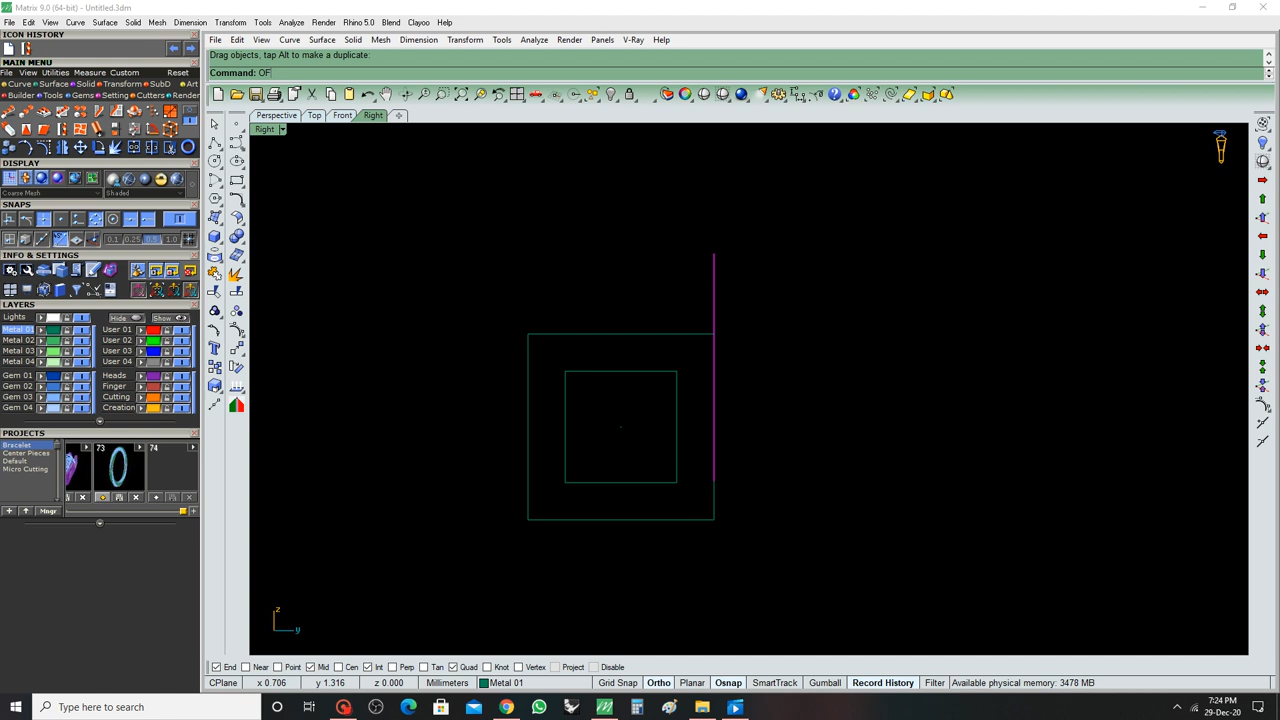 Matrix 9.0 (64-bit) - Untitled.3dm
File Edit View Curve Surface Solid Mesh Dimension Transform Tools Analyze Render Rhino 5.0 Blend Clayoo Help
ICON HISTORY
MAIN MENU
File View Utilities Measure Custom Reset
Curve Surface Solid Transform SubD Art
Builder Tools Gems Setting Cutters Render
DISPLAY
Coarse Mesh Shaded
SNAPS
0.1 0.25 0.5 1.0
INFO & SETTINGS
LAYERS
Lights Hide Show
Metal 01 User 01
Metal 02 User 02
Metal 03 User 03
Metal 04 User 04
Gem 01 Heads
Gem 02 Finger
Gem 03 Cutting
Gem 04 Creation
PROJECTS
Bracelet
Center Pieces
Default
Micro Cutting
73 74
Mngr
File Edit View Curve Surface Solid Mesh Dimension Transform Tools Analyze Render Panels V-Ray Help
Drag objects, tap Alt to make a duplicate:
Command: OF
Perspective Top Front Right
Right
z
y
End Near Point Mid Cen Int Perp Tan Quad Knot Vertex Project Disable
CPlane x 0.706 y 1.316 z 0.000 Millimeters Metal 01 Grid Snap Ortho Planar Osnap SmartTrack Gumball Record History Filter Available physical memory: 3478 MB
Type here to search
7:24 PM
29-Dec-20